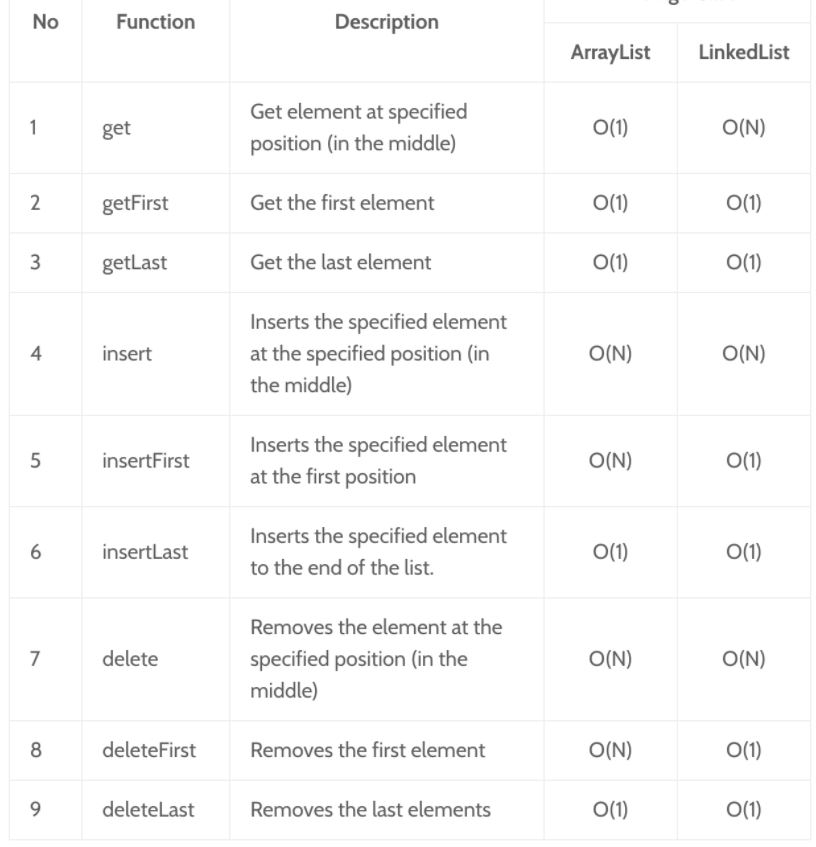 No Function Description
ArrayList LinkedList
1 get Get element at specified position (in the middle) O(1) O(N)
2 getFirst Get the first element O(1) O(1)
3 getLast Get the last element O(1) O(1)
4 insert Inserts the specified element at the specified position (in the middle) O(N) O(N)
5 insertFirst Inserts the specified element at the first position O(N) O(1)
6 insertLast Inserts the specified element to the end of the list. O(1) O(1)
7 delete Removes the element at the specified position (in the middle) O(N) O(N)
8 deleteFirst Removes the first element O(N) O(1)
9 deleteLast Removes the last elements O(1) O(1)